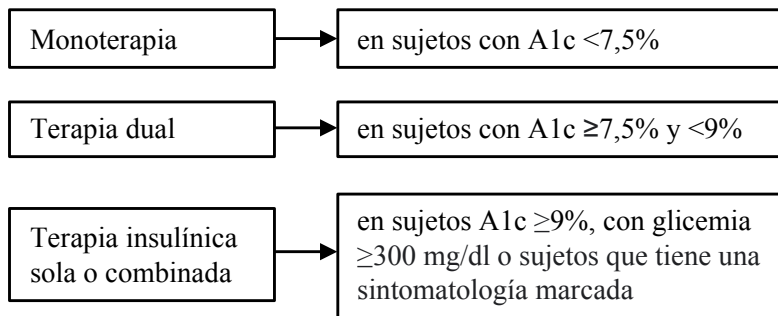 Monoterapia
en sujetos con A1c <7,5%
Terapia dual
en sujetos con A1c ≥7,5% y <9%
Terapia insulínica
sola o combinada
en sujetos A1c ≥9%, con glicemia
≥300 mg/dl o sujetos que tiene una
sintomatología marcada